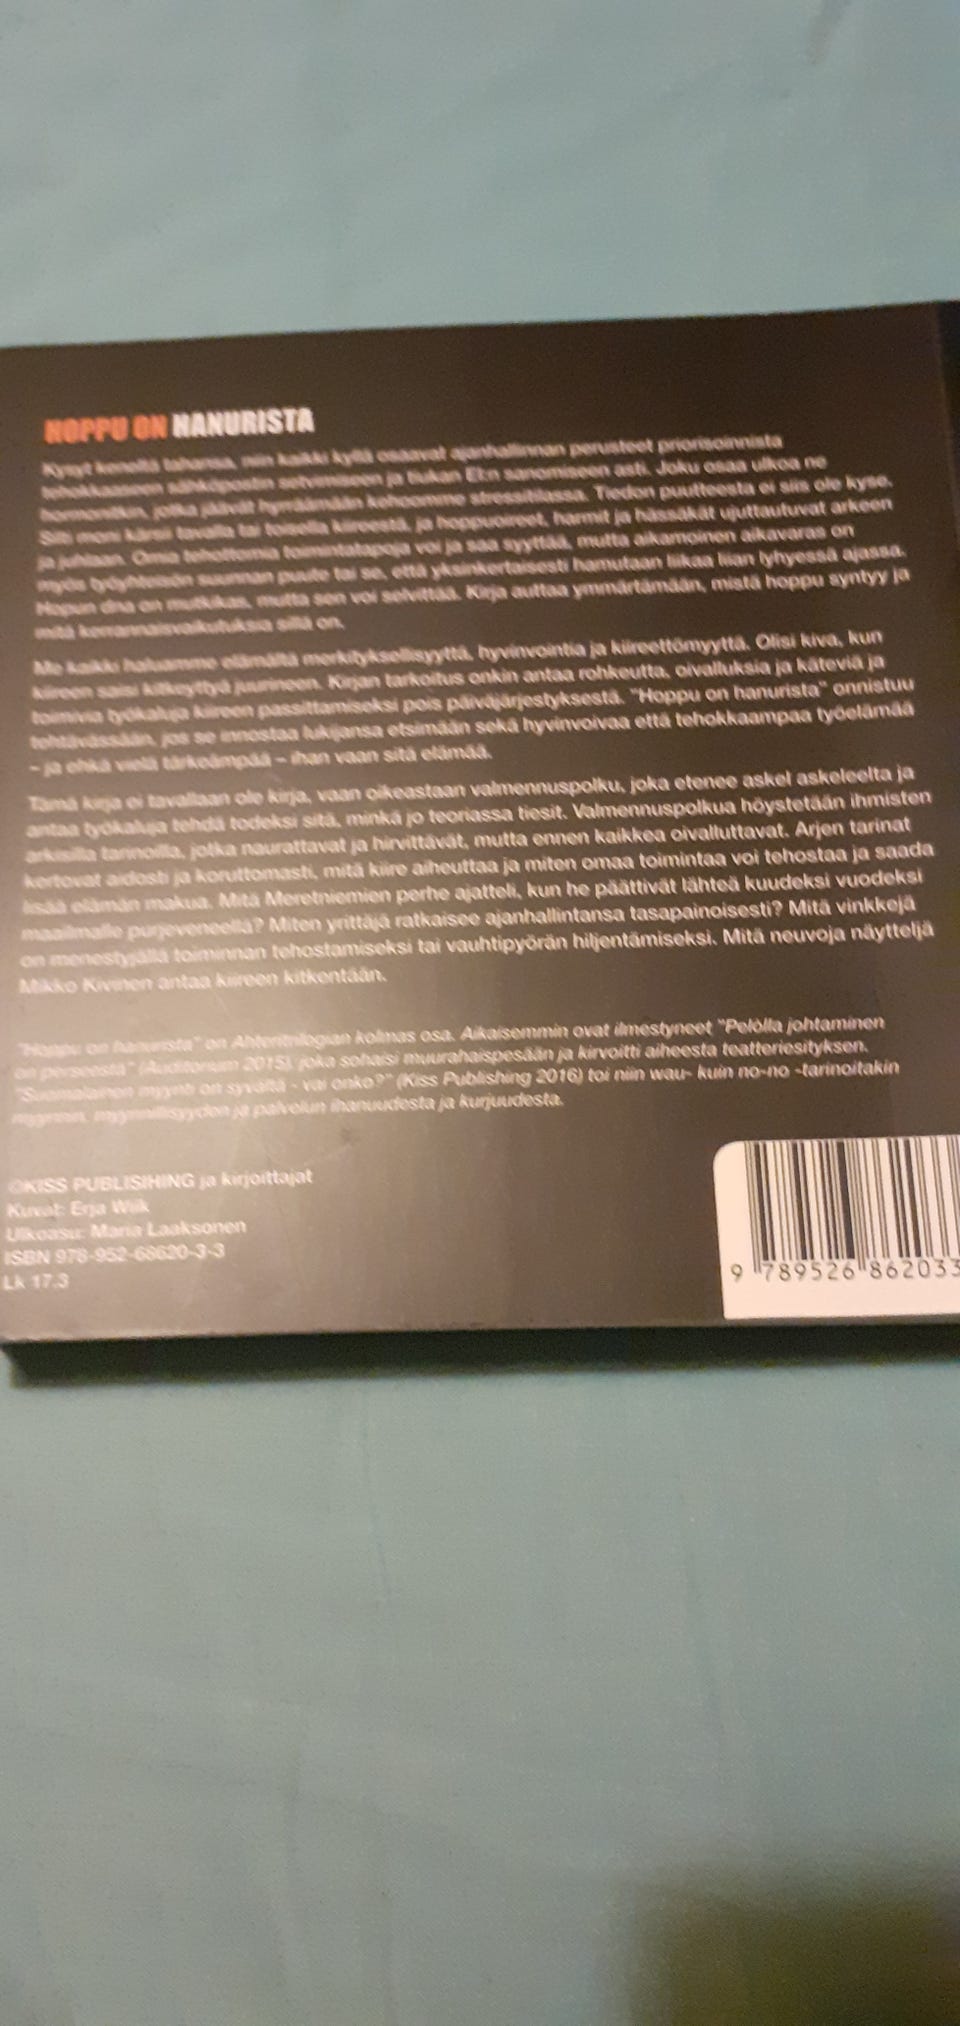 HOPPU ON HANURISTA
Kysyt keneltä tahansa, niin kaikki kyllä osaavat ajanhallinnan perusteet priorisoinnista
tehokkaaseen sähköpostin selvimiseen ja tiukan EI:n sanomiseen asti. Joku osaa ulkoa ne
hormonitkin, jotka jäävät hyrräämään kehoomme stressitilassa. Tiedon puutteesta ei siis ole kyse.
Silti moni kärsii tavalla tai toisella kiireestä, ja hoppuoireet, harmit ja hässäkät ujuttautuvat arkeen
ja juhlaan. Omia tehottomia toimintatapoja voi ja saa syyttää, mutta aikamoinen aikavaras on
myös työyhteisön suunnan puute tai se, että yksinkertaisesti hamutaan liikaa liian lyhyessä ajassa.
Hopun dna on mutkikas, mutta sen voi selvittää. Kirja auttaa ymmärtämään, mistä hoppu syntyy ja
mitä kerrannaisvaikutuksia sillä on.
Me kaikki haluamme elämältä merkityksellisyyttä, hyvinvointia ja kiireettömyyttä. Olisi kiva, kun
kiireen saisi kitkeyttyä juurineen. Kirjan tarkoitus onkin antaa rohkeutta, oivalluksia ja käteviä ja
toimivia työkaluja kiireen passittamiseksi pois päiväjärjestyksestä. "Hoppu on hanurista" onnistuu
tehtävässään, jos se innostaa lukijansa etsimään sekä hyvinvoivaa että tehokkaampaa työelämää
– ja ehkä vielä tärkeämpää – ihan vaan sitä elämää.
Tämä kirja ei tavallaan ole kirja, vaan oikeastaan valmennuspolku, joka etenee askel askeleelta ja
antaa työkaluja tehdä todeksi sitä, minkä jo teoriassa tiesit. Valmennuspolkua höystetään ihmisten
arkisilla tarinoilla, jotka naurattavat ja hirvittävät, mutta ennen kaikkea oivalluttavat. Arjen tarinat
kertovat aidosti ja koruttomasti, mitä kiire aiheuttaa ja miten omaa toimintaa voi tehostaa ja saada
lisää elämän makua. Mitä Meretniemien perhe ajatteli, kun he päättivät lähteä kuudeksi vuodeksi
maailmalle purjeveneellä? Miten yrittäjä ratkaisee ajanhallintansa tasapainoisesti? Mitä vinkkejä
on menestyjällä toiminnan tehostamiseksi tai vauhtipyörän hiljentämiseksi. Mitä neuvoja näyttelijä
Mikko Kivinen antaa kiireen kitkentään.
"Hoppu on hanurista" on Ahteritrilogian kolmas osa. Aikaisemmin ovat ilmestyneet "Pelolla johtaminen
on perseestä" (Auditorium 2015), joka sohaisi muurahaispesään ja kirvoitti aiheesta teatteriesityksen.
"Suomalainen myynti on syvältä - vai onko?" (Kiss Publishing 2016) toi niin wau- kuin no-no -tarinoitakin
myynnin, myynnillisyyden ja palvelun ihanuudesta ja kurjuudesta.
©KISS PUBLISIHING ja kirjoittajat
Kuvat: Erja Wiik
Ulkoasu: Maria Laaksonen
ISBN 978-952-68620-3-3
Lk 17.3
9 789526 862033